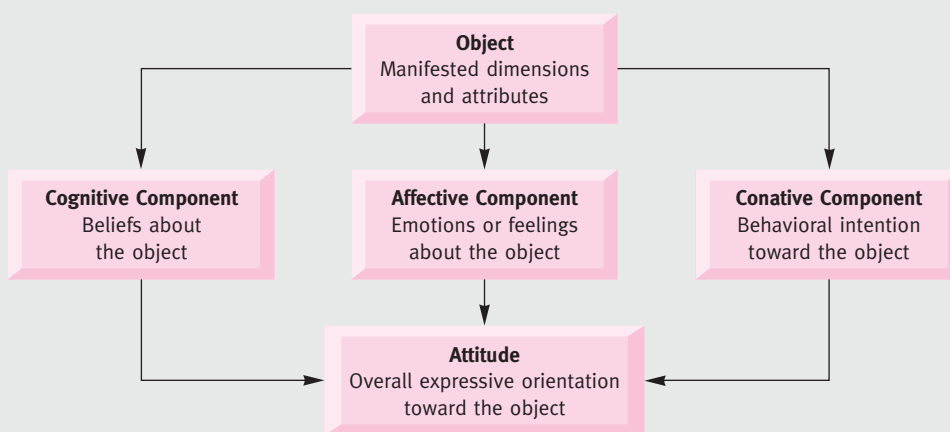 Object
Manifested dimensions
and attributes
Cognitive Component
Beliefs about
the object
Affective Component
Emotions or feelings
about the object
Conative Component
Behavioral intention
toward the object
Attitude
Overall expressive orientation
toward the object